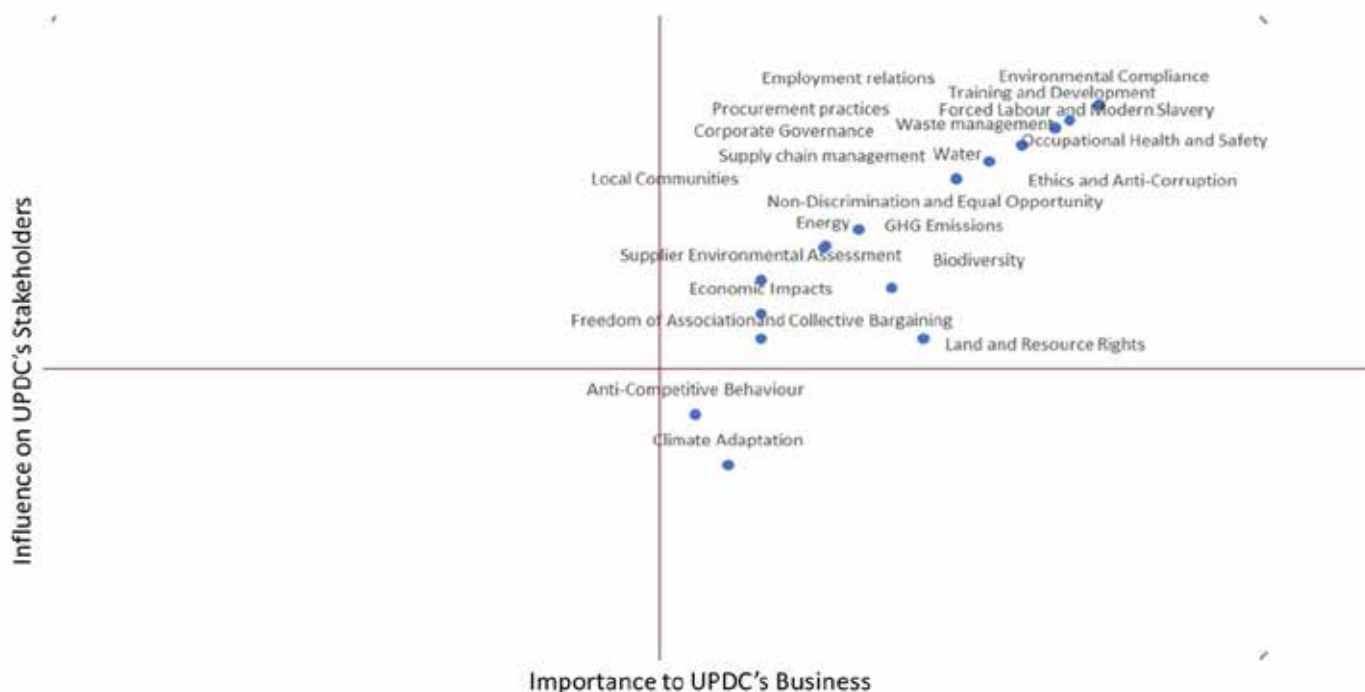 Employment relations
Environmental Compliance
Training and Development
Procurement practices
Forced Labour and Modern Slavery
Corporate Governance
Waste management
Occupational Health and Safety
Supply chain management
Water
Local Communities
Ethics and Anti-Corruption
Non-Discrimination and Equal Opportunity
Energy
GHG Emissions
Supplier Environmental Assessment
Biodiversity
Economic Impacts
Freedom of Associationand Collective Bargaining
Land and Resource Rights
Anti-Competitive Behaviour
Climate Adaptation
Influence on UPDC's Stakeholders
Importance to UPDC's Business